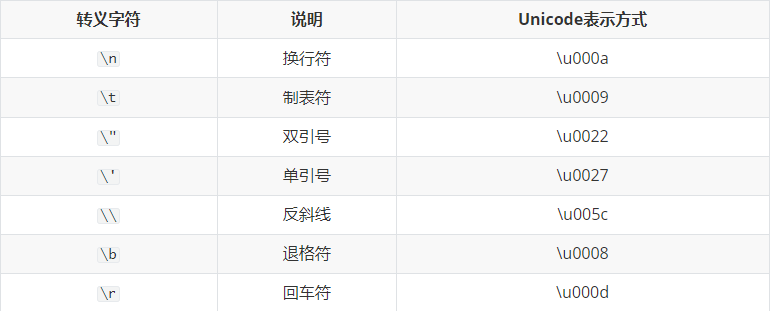 转义字符 说明 Unicode表示方式
\n 换行符 \u000a
\t 制表符 \u0009
\" 双引号 \u0022
\' 单引号 \u0027
\\ 反斜线 \u005c
\b 退格符 \u0008
\r 回车符 \u000d